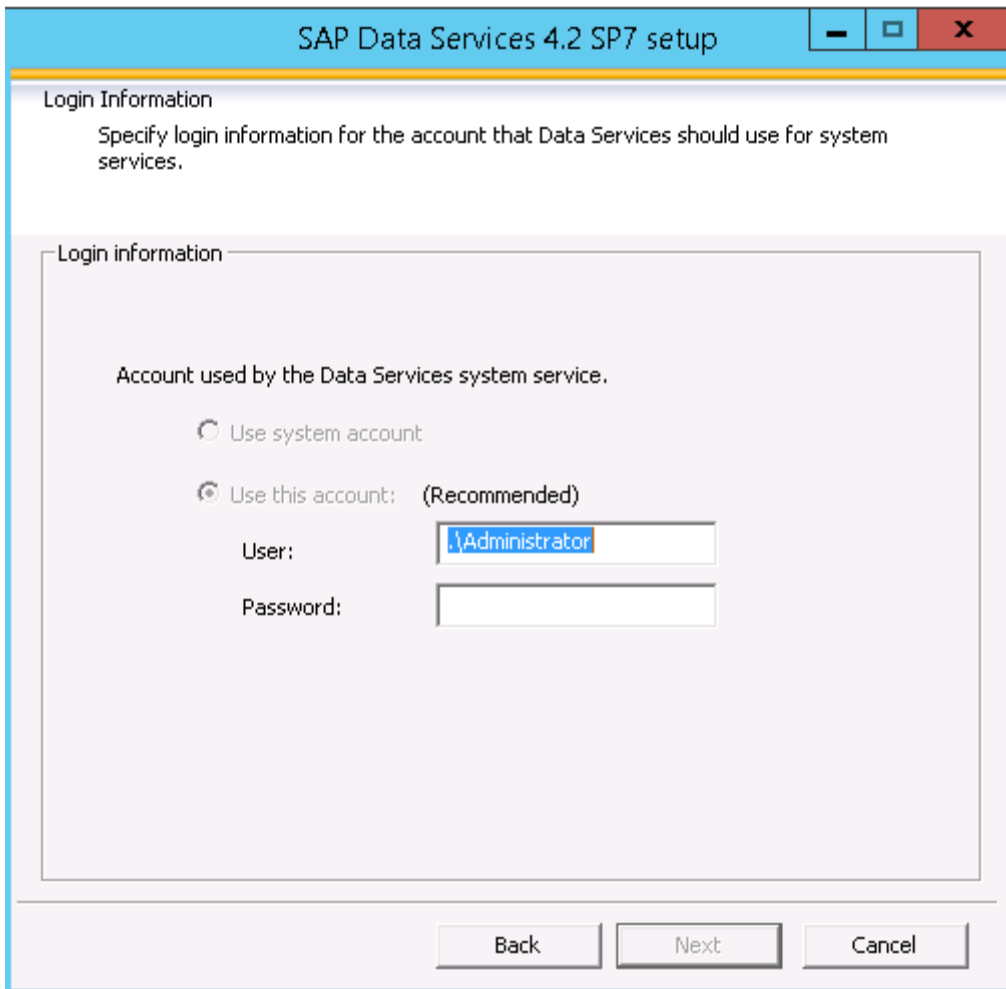 SAP Data Services 4.2 SP7 setup
Login Information
Specify login information for the account that Data Services should use for system
services.
Login information
Account used by the Data Services system service.
Use system account
Use this account: (Recommended)
User: .\Administrator
Password:
Back Next Cancel